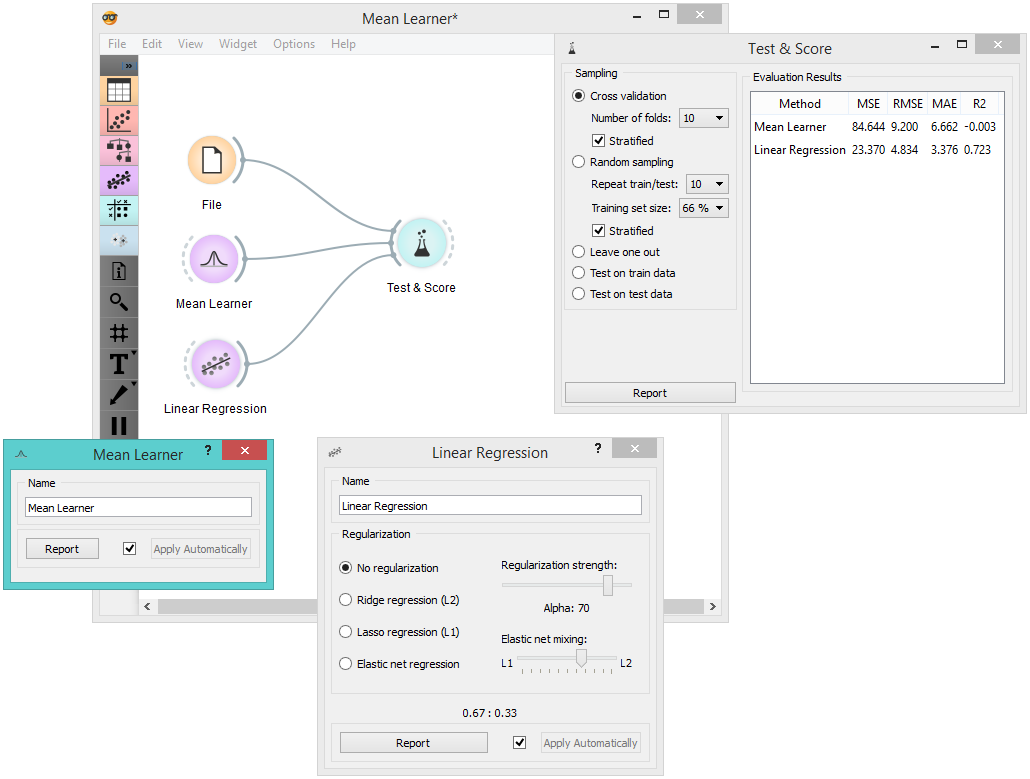 Mean Learner*
File Edit View Widget Options Help
»
File
Mean Learner
Linear Regression
Test & Score
T
Test & Score
Sampling
Cross validation
Number of folds: 10
Stratified
Random sampling
Repeat train/test: 10
Training set size: 66 %
Stratified
Leave one out
Test on train data
Test on test data
Report
Evaluation Results
Method MSE RMSE MAE R2
Mean Learner 84.644 9.200 6.662 -0.003
Linear Regression 23.370 4.834 3.376 0.723
Mean Learner ?
Name
Mean Learner
Report Apply Automatically
Linear Regression ?
Name
Linear Regression
Regularization
No regularization
Ridge regression (L2)
Lasso regression (L1)
Elastic net regression
Regularization strength:
Alpha: 70
Elastic net mixing:
L1 L2
0.67 : 0.33
Report Apply Automatically